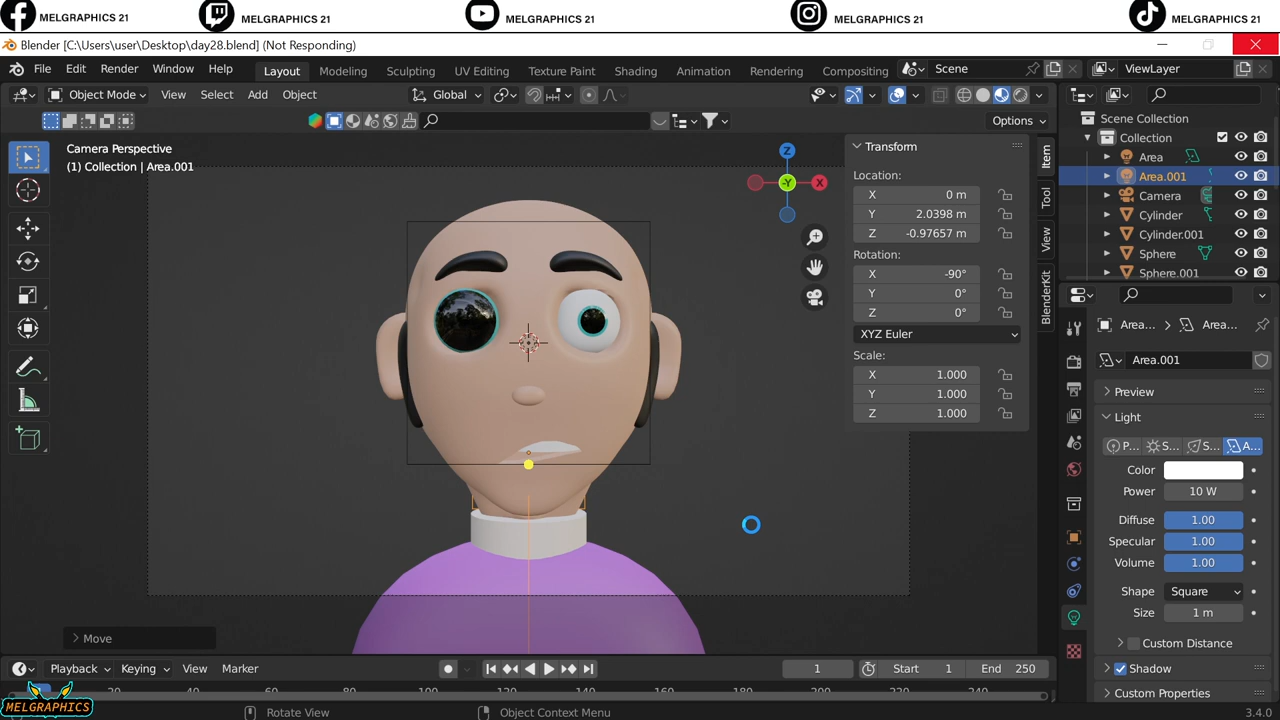 MELGRAPHICS 21 MELGRAPHICS 21 MELGRAPHICS 21 MELGRAPHICS 21 MELGRAPHICS 21
Blender [C:\Users\user\Desktop\day28.blend] (Not Responding)
File Edit Render Window Help Layout Modeling Sculpting UV Editing Texture Paint Shading Animation Rendering Compositing Scene ViewLayer
Object Mode View Select Add Object Global
Options
Camera Perspective
(1) Collection | Area.001
Z
-Y
X
Transform
Location:
X 0 m
Y 2.0398 m
Z -0.97657 m
Rotation:
X -90°
Y 0°
Z 0°
XYZ Euler
Scale:
X 1.000
Y 1.000
Z 1.000
Item
Tool
View
BlenderKit
Scene Collection
Collection
Area
Area.001
Camera
Cylinder
Cylinder.001
Sphere
Sphere.001
Area... Area...
Area.001
Preview
Light
P... S... S... A...
Color
Power 10 W
Diffuse 1.00
Specular 1.00
Volume 1.00
Shape Square
Size 1 m
Custom Distance
Shadow
Custom Properties
Move
Playback Keying View Marker 1 Start 1 End 250
20 40 60 80 100 120 140 160 180 200 220 240
MELGRAPHICS
Rotate View Object Context Menu 3.4.0